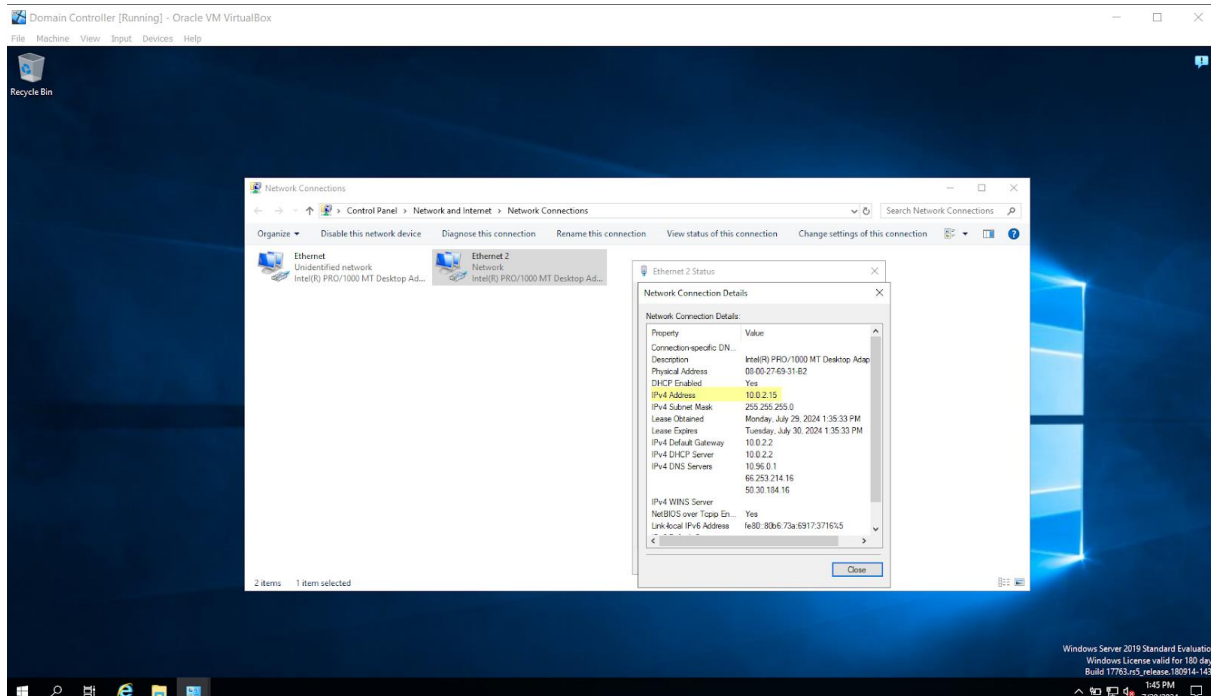 Domain Controller [Running] - Oracle VM VirtualBox
File Machine View Input Devices Help
Recycle Bin
Network Connections
Control Panel > Network and Internet > Network Connections
Search Network Connections
Organize Disable this network device Diagnose this connection Rename this connection View status of this connection Change settings of this connection
Ethernet
Unidentified network
Intel(R) PRO/1000 MT Desktop Ad...
Ethernet 2
Network
Intel(R) PRO/1000 MT Desktop Ad...
Ethernet 2 Status
Network Connection Details
Network Connection Details:
Property Value
Connection-specific DN...
Description Intel(R) PRO/1000 MT Desktop Adap
Physical Address 08-00-27-69-31-B2
DHCP Enabled Yes
IPv4 Address 10.0.2.15
IPv4 Subnet Mask 255.255.255.0
Lease Obtained Monday, July 29, 2024 1:35:33 PM
Lease Expires Tuesday, July 30, 2024 1:35:33 PM
IPv4 Default Gateway 10.0.2.2
IPv4 DHCP Server 10.0.2.2
IPv4 DNS Servers 10.96.0.1
66.253.214.16
50.30.184.16
IPv4 WINS Server
NetBIOS over Tcpip En... Yes
Link-local IPv6 Address fe80::80b6:73a:6917:3716%5
Close
2 items 1 item selected
Windows Server 2019 Standard Evaluatio
Windows License valid for 180 day
Build 17763.rs5_release.180914-143
1:45 PM